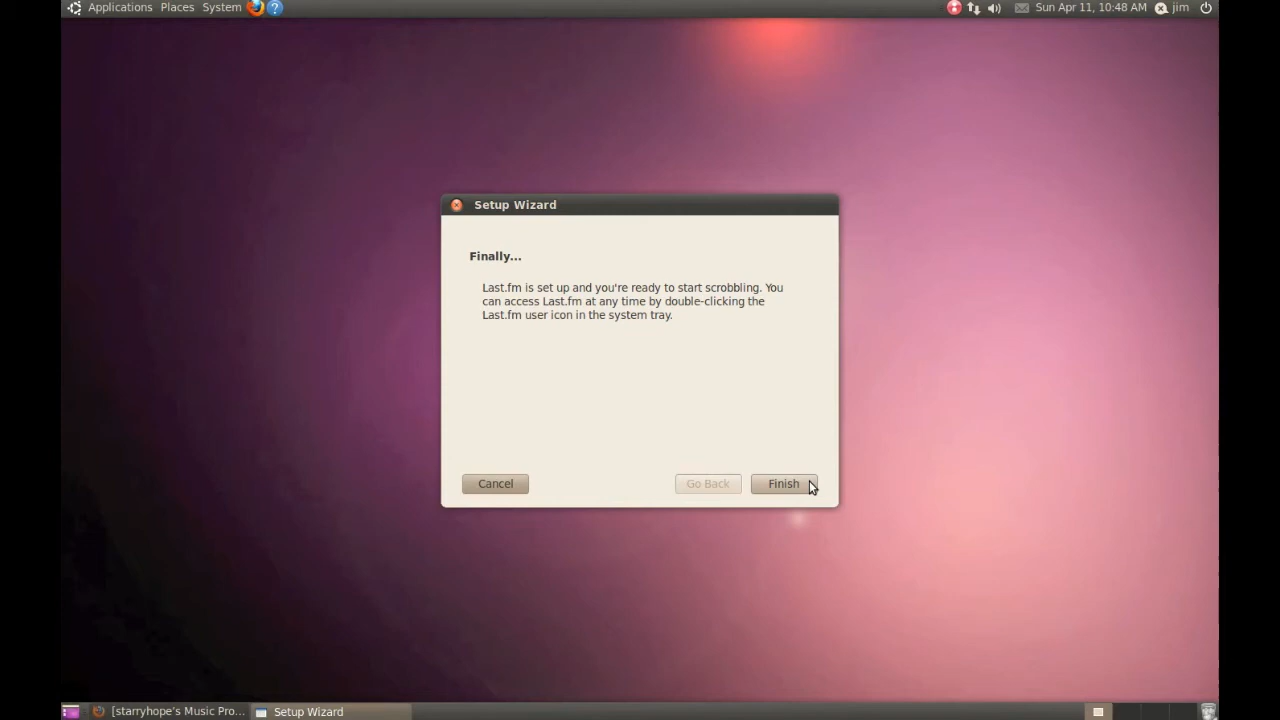 Applications Places System ? Sun Apr 11, 10:48 AM jim
Setup Wizard
Finally...
Last.fm is set up and you're ready to start scrobbling. You
can access Last.fm at any time by double-clicking the
Last.fm user icon in the system tray.
Cancel Go Back Finish
[starryhope's Music Pro... Setup Wizard